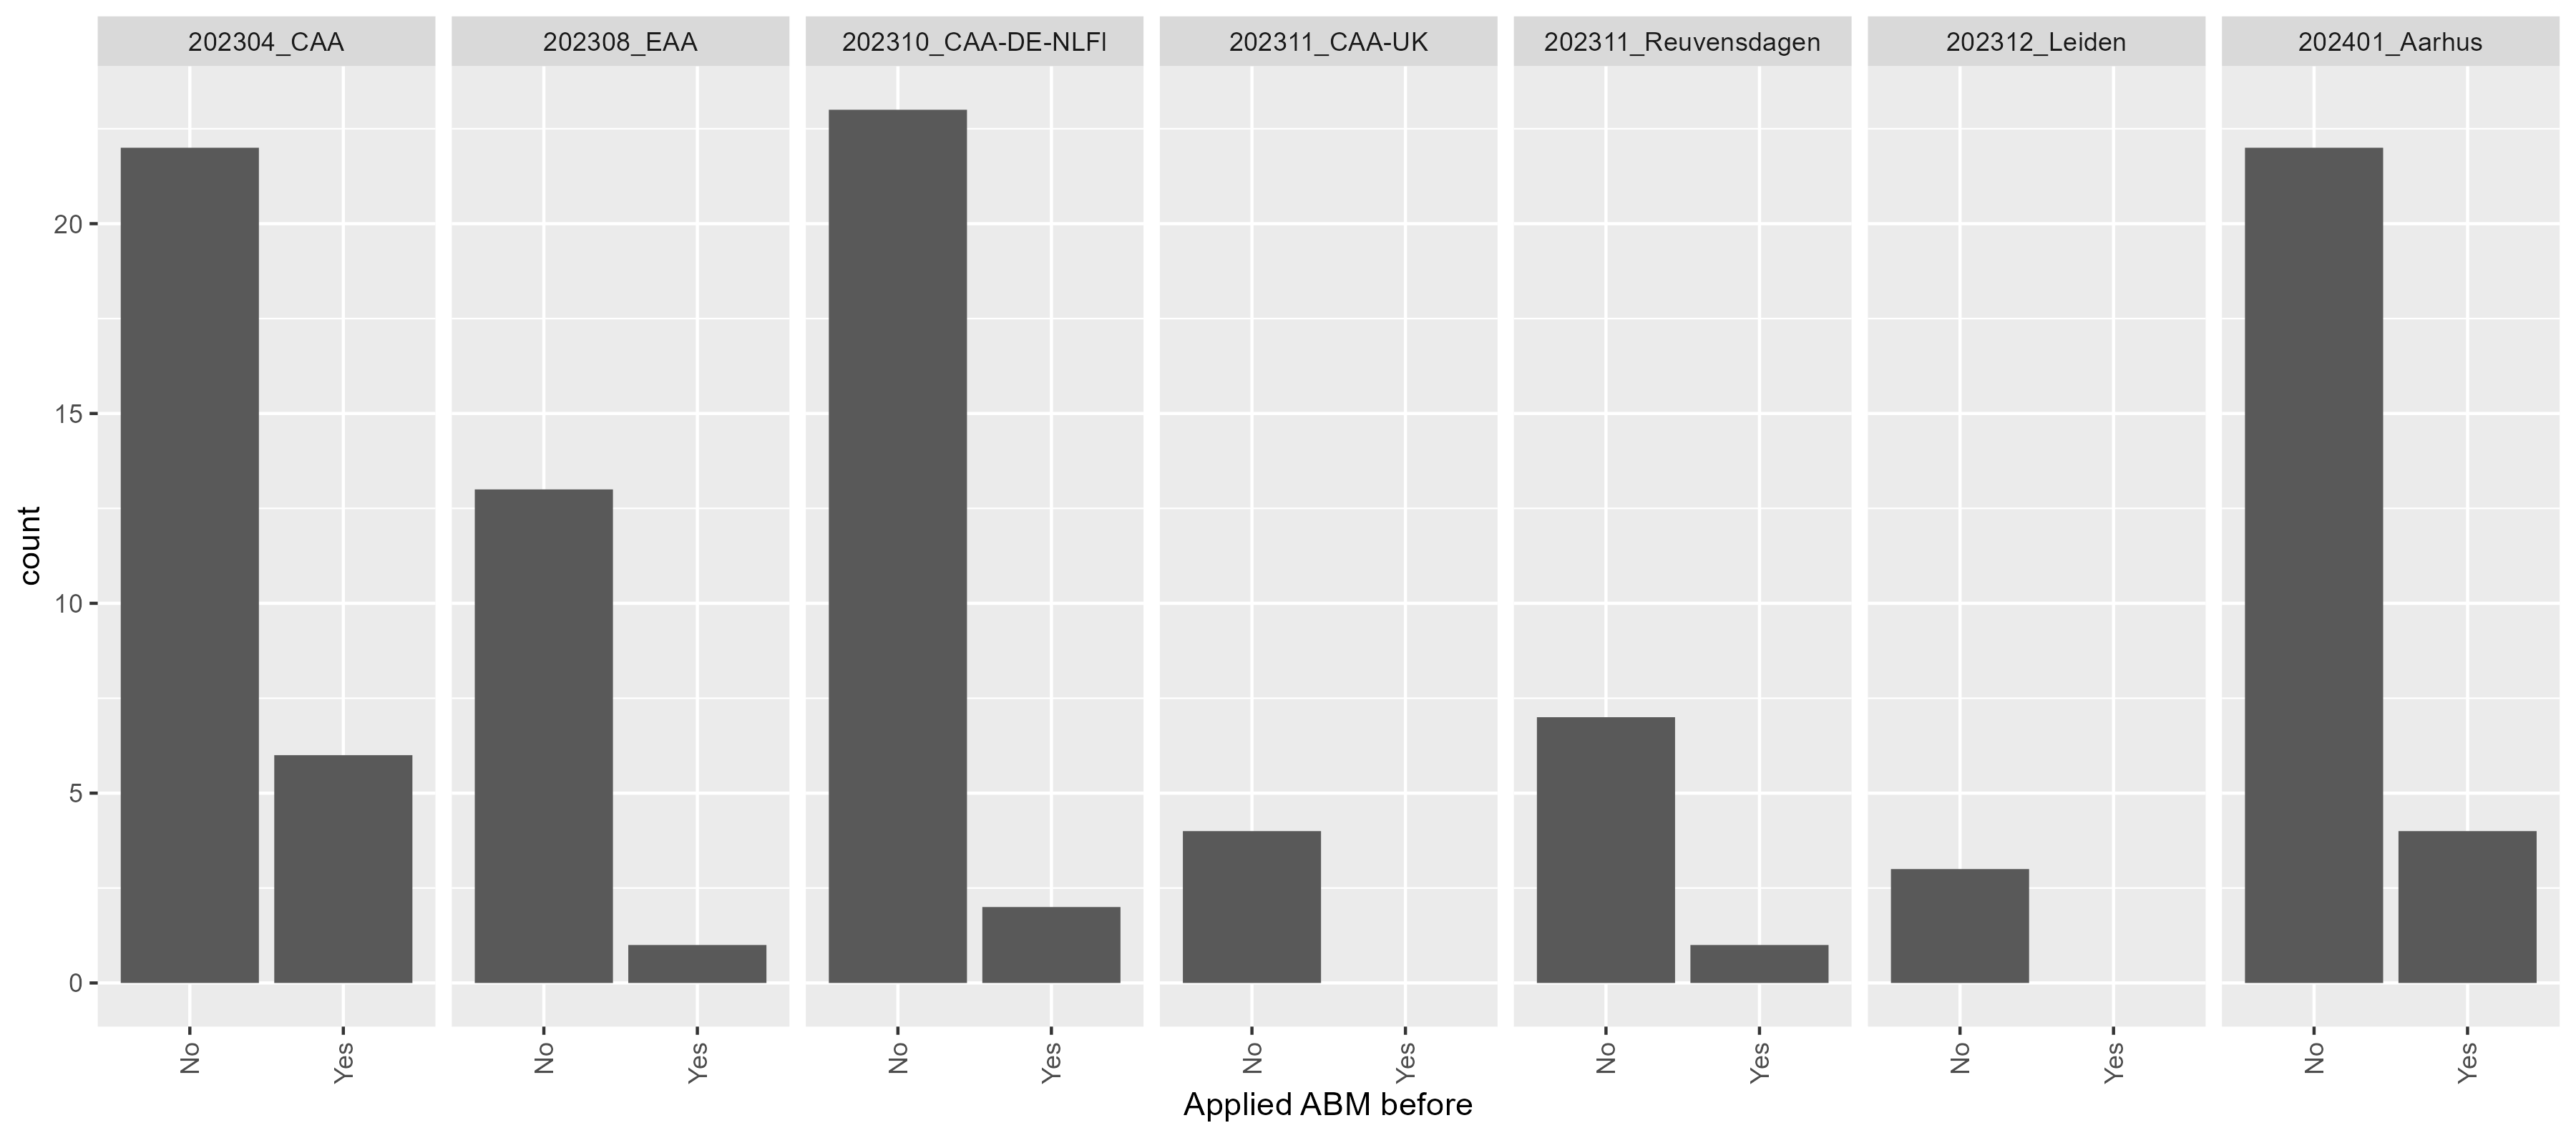 202304_CAA
202308_EAA
202310_CAA-DE-NLFI
202311_CAA-UK
202311_Reuvensdagen
202312_Leiden
202401_Aarhus
count
20
15
10
5
0
No
Yes
No
Yes
No
Yes
No
Yes
No
Yes
No
Yes
No
Yes
Applied ABM before